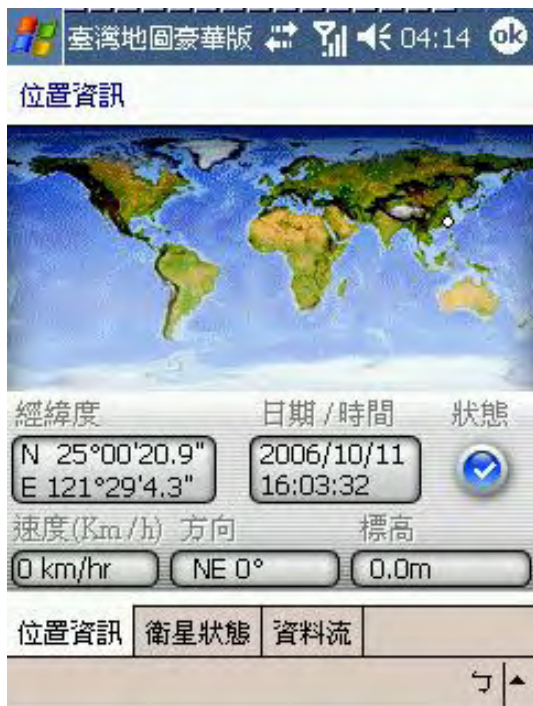 臺灣地圖豪華版 04:14 ok
位置資訊
經緯度 日期/時間 狀態
N 25°00'20.9"
E 121°29'4.3"
2006/10/11
16:03:32
速度(Km/h) 方向 標高
0 km/hr NE 0° 0.0m
位置資訊 衛星狀態 資料流
ㄅ